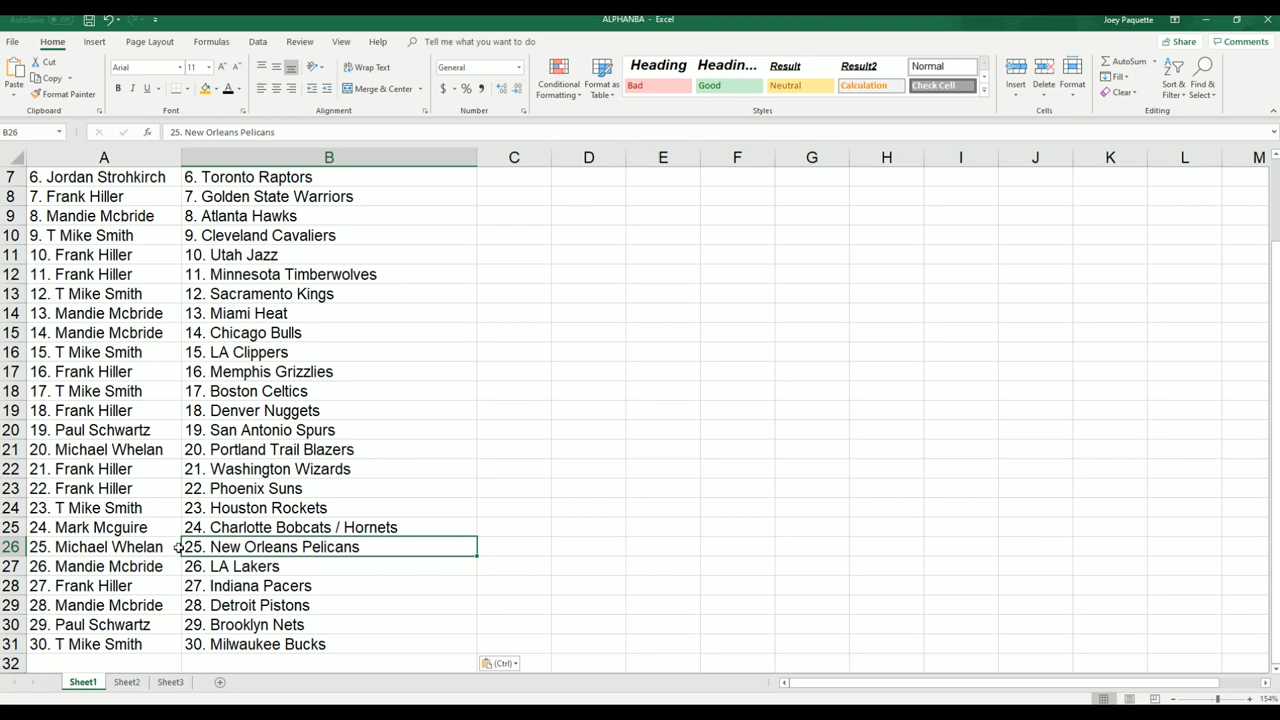 AutoSave
ALPHANBA - Excel
Joey Paquette
File Home Insert Page Layout Formulas Data Review View Help Tell me what you want to do Share Comments
Cut
Copy
Format Painter
Paste
Clipboard
Arial 11
B I U
Font
Wrap Text
Merge & Center
Alignment
General
$ % ,
Number
Conditional Formatting
Format as Table
Heading Headin... Result Result2 Normal
Bad Good Neutral Calculation Check Cell
Styles
Insert Delete Format
Cells
AutoSum
Fill
Clear
Sort & Filter
Find & Select
Editing
B26 fx 25. New Orleans Pelicans
A B C D E F G H I J K L M
7 6. Jordan Strohkirch 6. Toronto Raptors
8 7. Frank Hiller 7. Golden State Warriors
9 8. Mandie Mcbride 8. Atlanta Hawks
10 9. T Mike Smith 9. Cleveland Cavaliers
11 10. Frank Hiller 10. Utah Jazz
12 11. Frank Hiller 11. Minnesota Timberwolves
13 12. T Mike Smith 12. Sacramento Kings
14 13. Mandie Mcbride 13. Miami Heat
15 14. Mandie Mcbride 14. Chicago Bulls
16 15. T Mike Smith 15. LA Clippers
17 16. Frank Hiller 16. Memphis Grizzlies
18 17. T Mike Smith 17. Boston Celtics
19 18. Frank Hiller 18. Denver Nuggets
20 19. Paul Schwartz 19. San Antonio Spurs
21 20. Michael Whelan 20. Portland Trail Blazers
22 21. Frank Hiller 21. Washington Wizards
23 22. Frank Hiller 22. Phoenix Suns
24 23. T Mike Smith 23. Houston Rockets
25 24. Mark Mcguire 24. Charlotte Bobcats / Hornets
26 25. Michael Whelan 25. New Orleans Pelicans
27 26. Mandie Mcbride 26. LA Lakers
28 27. Frank Hiller 27. Indiana Pacers
29 28. Mandie Mcbride 28. Detroit Pistons
30 29. Paul Schwartz 29. Brooklyn Nets
31 30. T Mike Smith 30. Milwaukee Bucks
32
(Ctrl)
Sheet1 Sheet2 Sheet3
154%